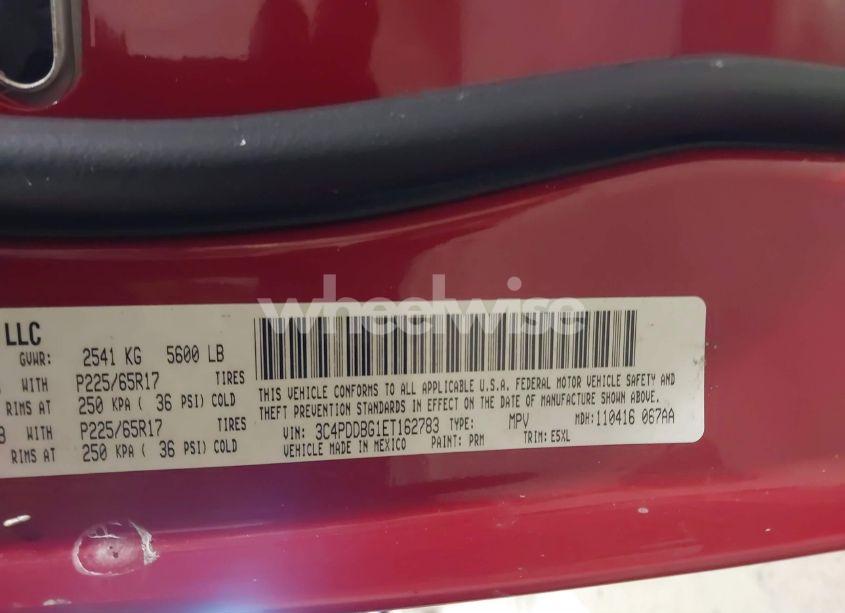 wheelwise
LLC
GVWR: 2541 KG 5600 LB
WITH P225/65R17 TIRES
RIMS AT 250 KPA ( 36 PSI) COLD
WITH P225/65R17 TIRES
RIMS AT 250 KPA ( 36 PSI) COLD
THIS VEHICLE CONFORMS TO ALL APPLICABLE U.S.A. FEDERAL MOTOR VEHICLE SAFETY AND
THEFT PREVENTION STANDARDS IN EFFECT ON THE DATE OF MANUFACTURE SHOWN ABOVE.
VIN: 3C4PDDBG1ET162783 TYPE: MPV MDH: 110416 067AA
VEHICLE MADE IN MEXICO PAINT: PRM TRIM: E5XL